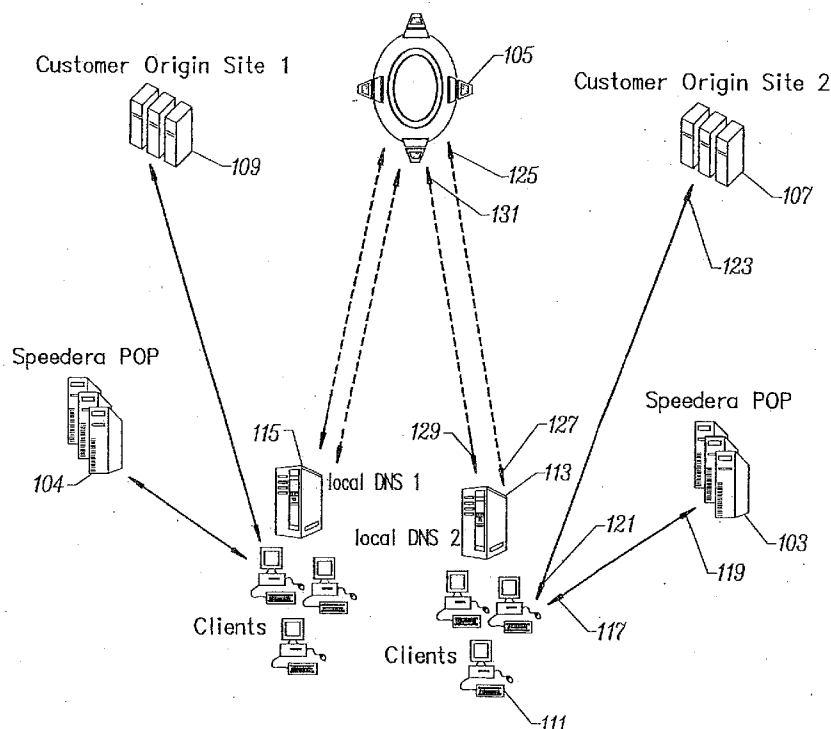 105
Customer Origin Site 1
Customer Origin Site 2
109
125
107
131
123
Speedera POP
Speedera POP
115
129
127
113
local DNS 1
104
local DNS 2
121
103
119
117
Clients
Clients
111